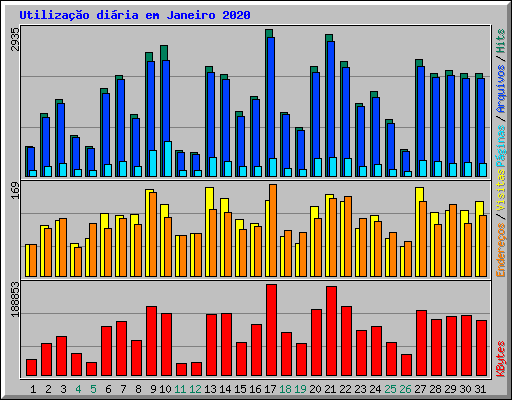 Utilização diária em Janeiro 2020
2935
169
188853
Endereços / Visitas Páginas / Arquivos / Hits
KBytes
1 2 3 4 5 6 7 8 9 10 11 12 13 14 15 16 17 18 19 20 21 22 23 24 25 26 27 28 29 30 31